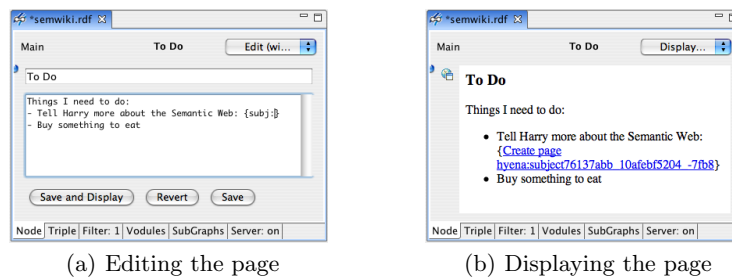 *semwiki.rdf
Main To Do Edit (wi...
To Do
Things I need to do:
- Tell Harry more about the Semantic Web: {subj:}
- Buy something to eat
Save and Display Revert Save
Node Triple Filter: 1 Vodules SubGraphs Server: on
(a) Editing the page
*semwiki.rdf
Main To Do Display...
To Do
Things I need to do:
• Tell Harry more about the Semantic Web:
{Create page
hyena:subject76137abb_10afebf5204_-7fb8}
• Buy something to eat
Node Triple Filter: 1 Vodules SubGraphs Server: on
(b) Displaying the page